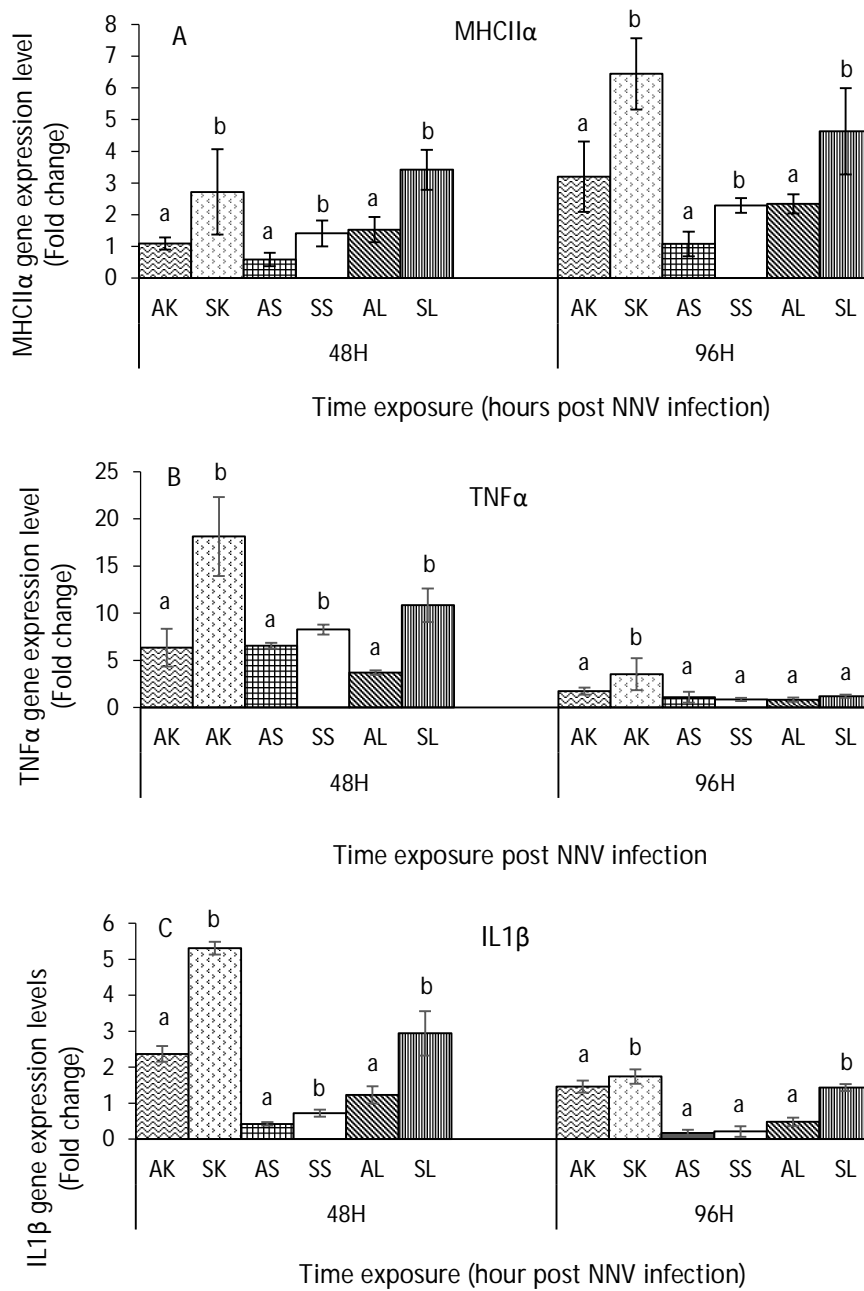 A
MHCIIα
MHCIIα gene expression level
(Fold change)
8
7
6
5
4
3
2
1
0
a
b
a
b
a
b
a
b
a
b
a
b
AK SK AS SS AL SL AK SK AS SS AL SL
48H 96H
Time exposure (hours post NNV infection)
B
TNFα
TNFα gene expression level
(Fold change)
25
20
15
10
5
0
a
b
a
b
a
b
a
b
a
a
a
a
AK AK AS SS AL SL AK AK AS SS AL SL
48H 96H
Time exposure post NNV infection
C
IL1β
IL1β gene expression levels
(Fold change)
6
5
4
3
2
1
0
a
b
a
b
a
b
a
b
a
a
a
b
AK SK AS SS AL SL AK SK AS SS AL SL
48H 96H
Time exposure (hour post NNV infection)